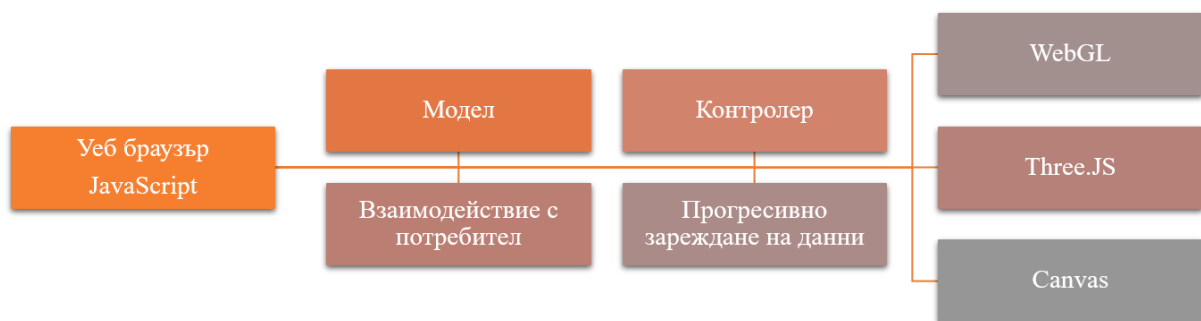 Уеб браузър
JavaScript
Модел
Взаимодействие с
потребител
Контролер
Прогресивно
зареждане на данни
WebGL
Three.JS
Canvas